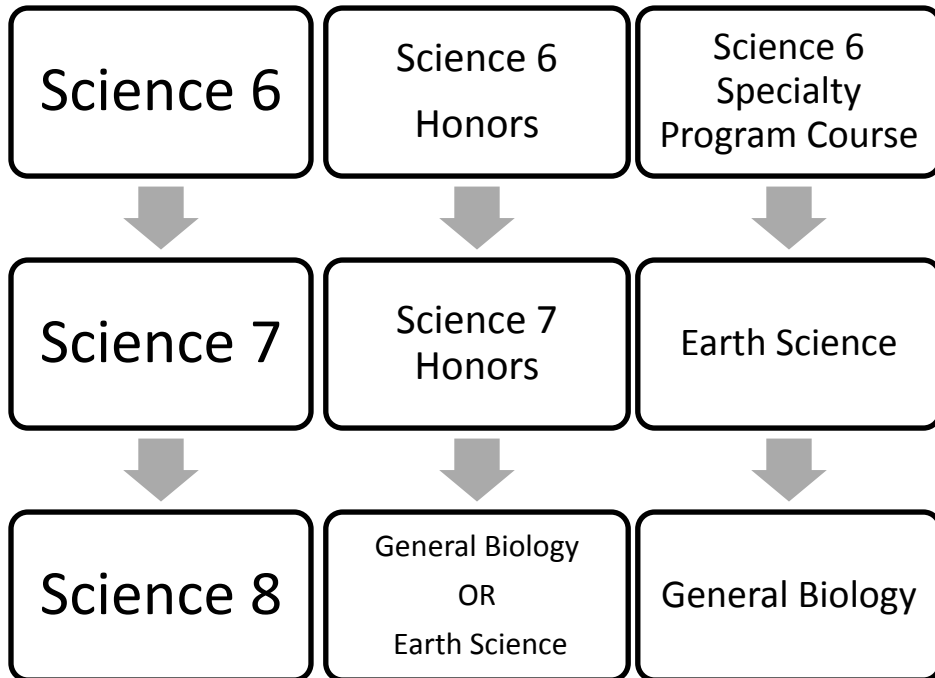 Science 6
Science 6
Honors
Science 6
Specialty
Program Course
Science 7
Science 7
Honors
Earth Science
Science 8
General Biology
OR
Earth Science
General Biology